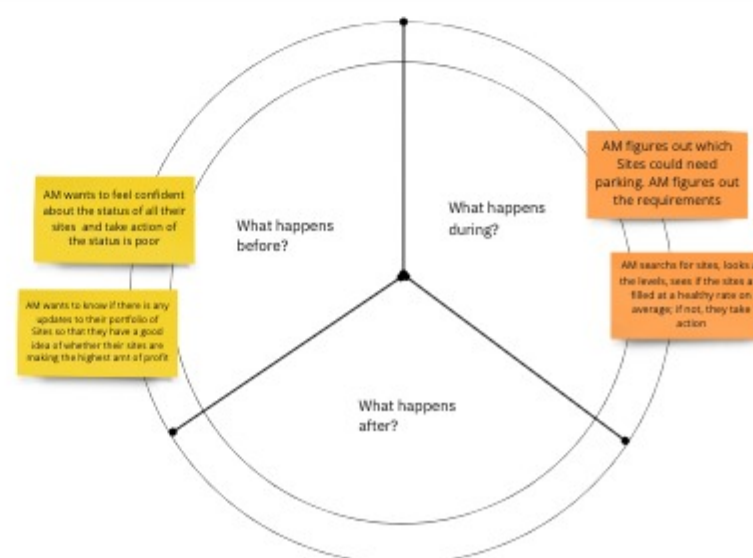 AM wants to feel confident
about the status of all their
sites and take action of
the status is poor
AM wants to know if there is any
updates to their portfolio of
Sites so that they have a good
idea of whether their sites are
making the highest amt of profit
What happens
before?
What happens
during?
AM figures out which
Sites could need
parking. AM figures out
the requirements
AM searchs for sites, looks
the levels, sees if the sites
filled at a healthy rate on
average; if not, they take
action
What happens
after?